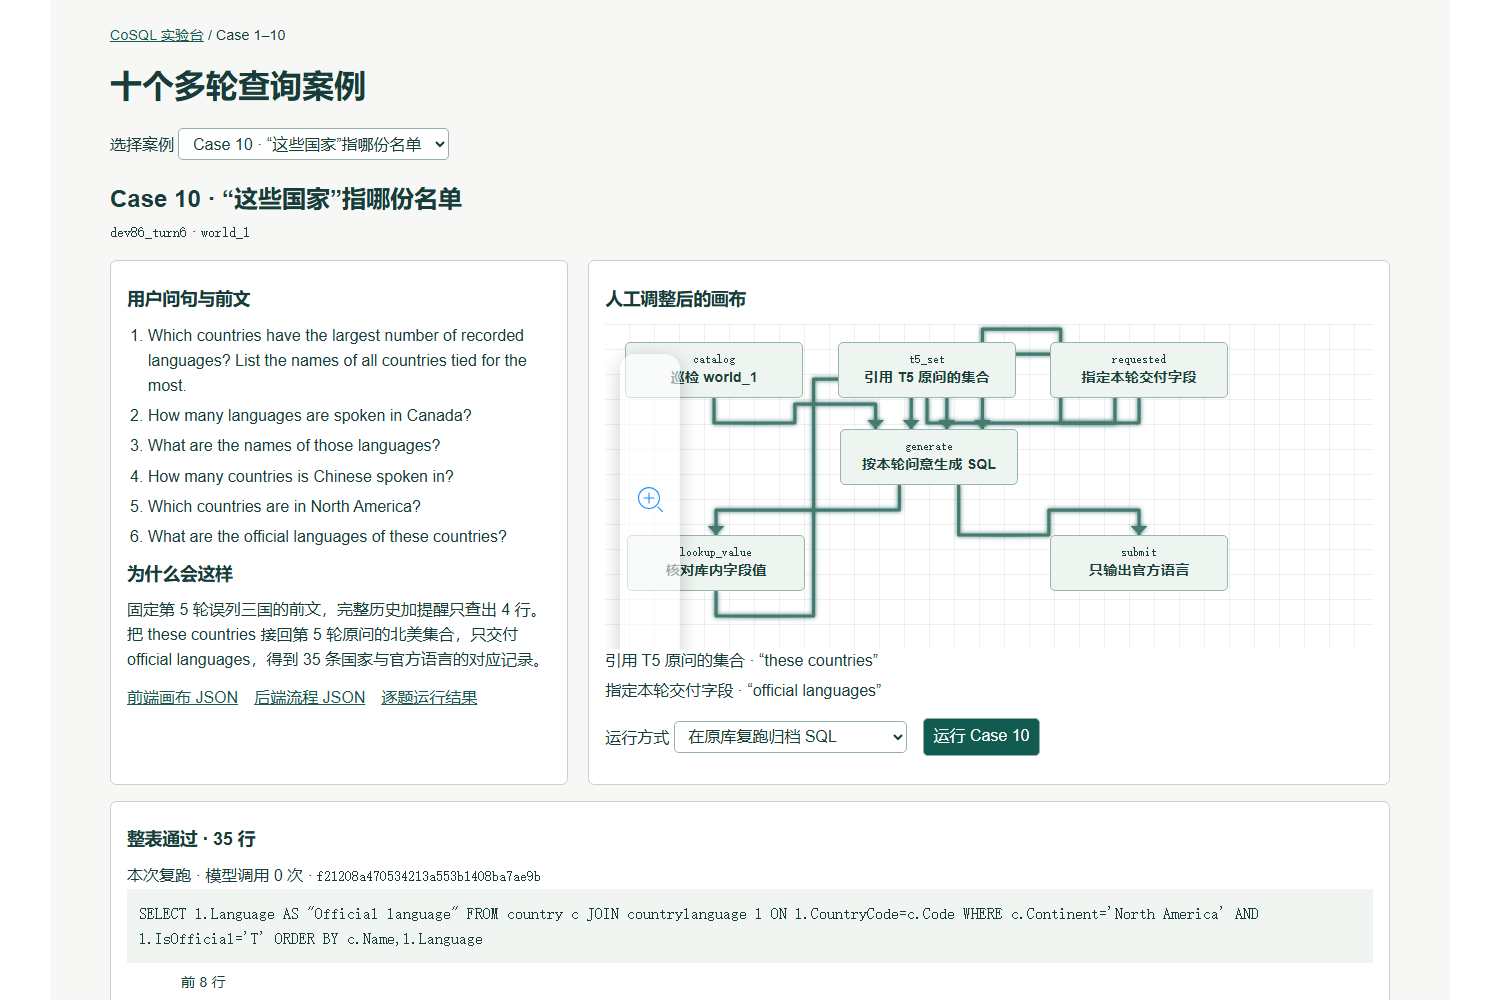 CoSQL 实验台 / Case 1–10
十个多轮查询案例
选择案例 Case 10 · “这些国家”指哪份名单
Case 10 · “这些国家”指哪份名单
dev86_turn6 · world_1
用户问句与前文
1. Which countries have the largest number of recorded
languages? List the names of all countries tied for the
most.
2. How many languages are spoken in Canada?
3. What are the names of those languages?
4. How many countries is Chinese spoken in?
5. Which countries are in North America?
6. What are the official languages of these countries?
为什么会这样
固定第 5 轮误列三国的前文，完整历史加提醒只查出 4 行。
把 these countries 接回第 5 轮原问的北美集合，只交付
official languages，得到 35 条国家与官方语言的对应记录。
前端画布 JSON 后端流程 JSON 逐题运行结果
人工调整后的画布
catalog
巡检 world_1
t5_set
引用 T5 原问的集合
requested
指定本轮交付字段
generate
按本轮问意生成 SQL
lookup_value
核对库内字段值
submit
只输出官方语言
引用 T5 原问的集合 · “these countries”
指定本轮交付字段 · “official languages”
运行方式 在原库复跑归档 SQL 运行 Case 10
整表通过 · 35 行
本次复跑 · 模型调用 0 次 · f21208a470534213a553b1408ba7ae9b
SELECT l.Language AS "Official language" FROM country c JOIN countrylanguage l ON l.CountryCode=c.Code WHERE c.Continent='North America' AND
l.IsOfficial='T' ORDER BY c.Name,l.Language
前 8 行